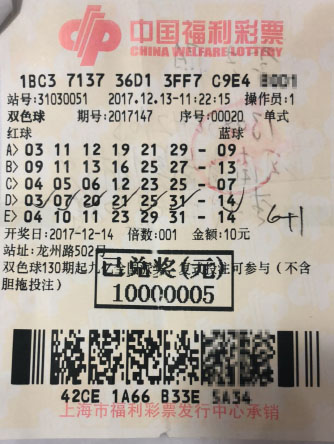 中国福利彩票
CHINA WELFARE LOTTERY
1BC3 7137 36D1 3FF7 C9E4
站号:31030051 2017.12.13-11:22:15 操作员:1
双色球 期号:2017147 序号:00020 单式
红球 蓝球
A> 03 11 12 19 21 29 - 09
B> 09 11 13 16 25 27 - 13
C> 04 05 06 12 23 25 - 07
D> 03 07 20 21 25 31 - 14
E> 04 10 11 23 29 31 - 14
6+1
开奖日:2017-12-14 倍数:001 金额:10元
站址:龙州路502号
双色球130期起九亿 可参与(不含
胆拖投注)
已兑奖
10000005
42CE 1A66 B33E 5A34
上海市福利彩票发行中心承销